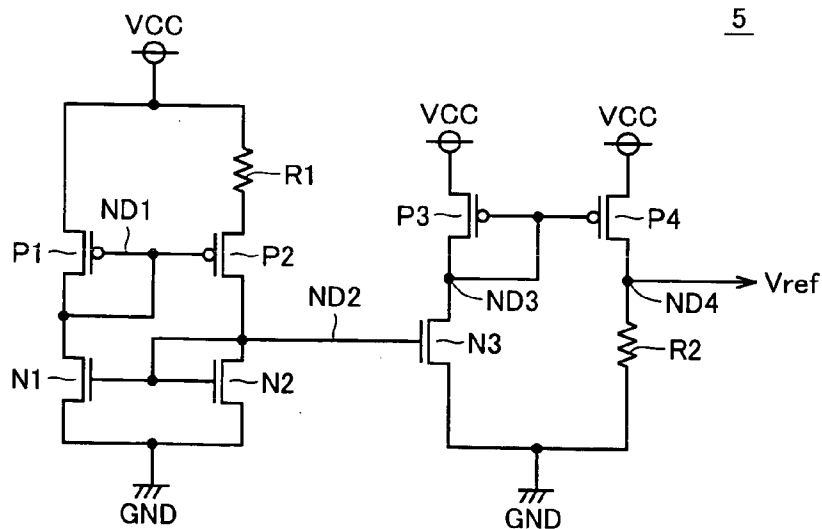 5
VCC
VCC
VCC
R1
ND1
P3
P4
P1
P2
ND2
ND3
ND4
Vref
N1
N2
N3
R2
GND
GND